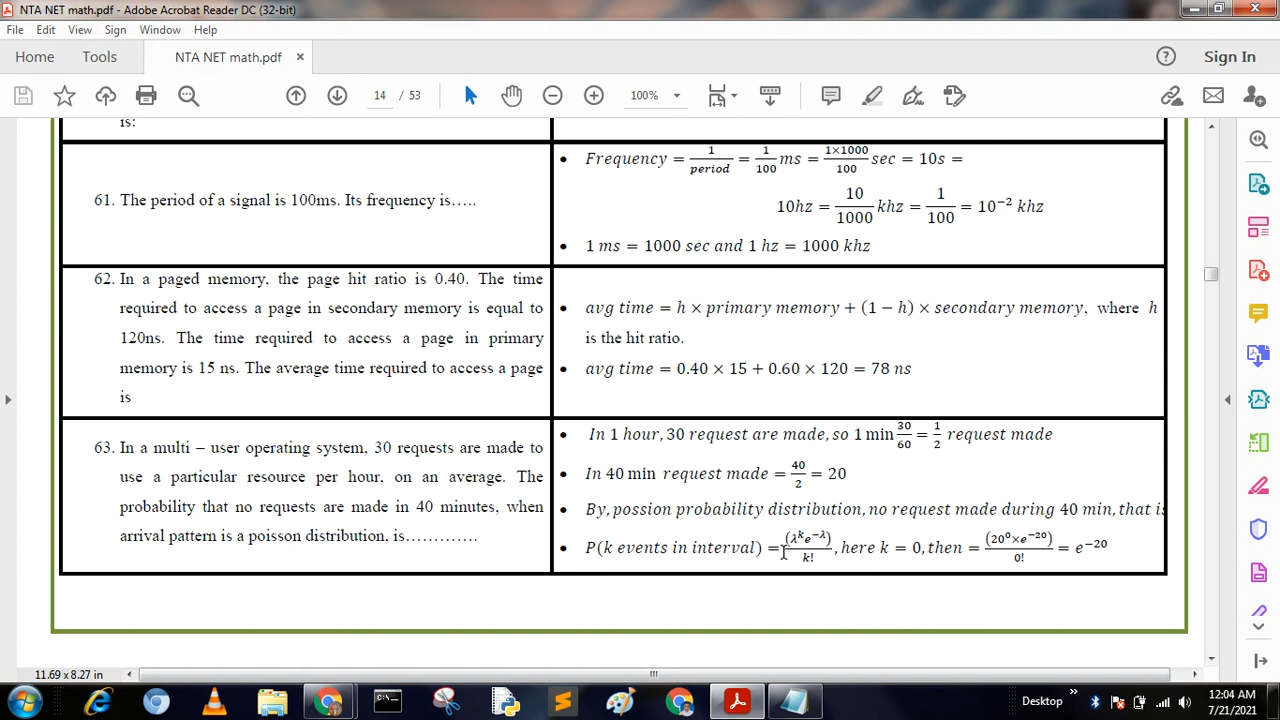 NTA NET math.pdf - Adobe Acrobat Reader DC (32-bit)
File Edit View Sign Window Help
Home Tools NTA NET math.pdf × Sign In
14 / 53 100%
is:
61. The period of a signal is 100ms. Its frequency is…..
• Frequency = 1/period = 1/100 ms = 1×1000/100 sec = 10s =
10hz = 10/1000 khz = 1/100 = 10⁻² khz
• 1 ms = 1000 sec and 1 hz = 1000 khz
62. In a paged memory, the page hit ratio is 0.40. The time
required to access a page in secondary memory is equal to
120ns. The time required to access a page in primary
memory is 15 ns. The average time required to access a page
is
• avg time = h × primary memory + (1 − h) × secondary memory, where h
is the hit ratio.
• avg time = 0.40 × 15 + 0.60 × 120 = 78 ns
63. In a multi – user operating system, 30 requests are made to
use a particular resource per hour, on an average. The
probability that no requests are made in 40 minutes, when
arrival pattern is a poisson distribution, is………….
• In 1 hour, 30 request are made, so 1 min 30/60 = 1/2 request made
• In 40 min request made = 40/2 = 20
• By, possion probability distribution, no request made during 40 min, that is
• P(k events in interval) = (λᵏe⁻λ)/k!, here k = 0, then = (20⁰×e⁻²⁰)/0! = e⁻²⁰
11.69 x 8.27 in
Desktop » 12:04 AM
7/21/2021